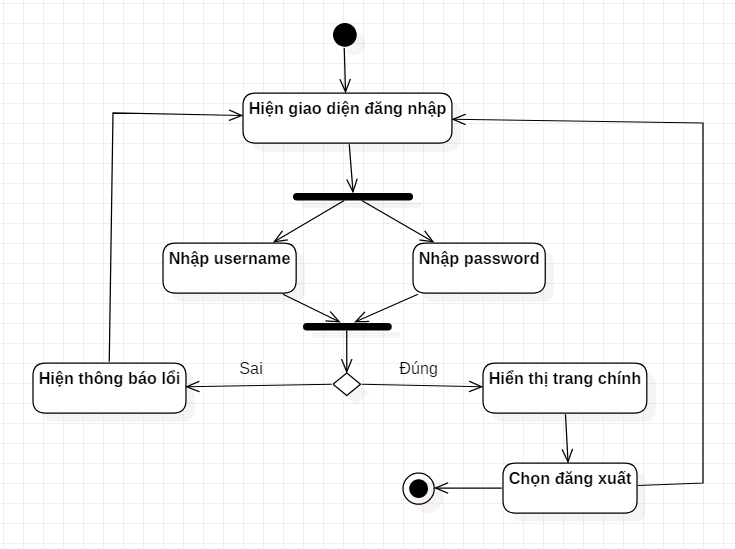 Hiện giao diện đăng nhập
Nhập username
Nhập password
Sai
Đúng
Hiện thông báo lổi
Hiển thị trang chính
Chọn đăng xuất